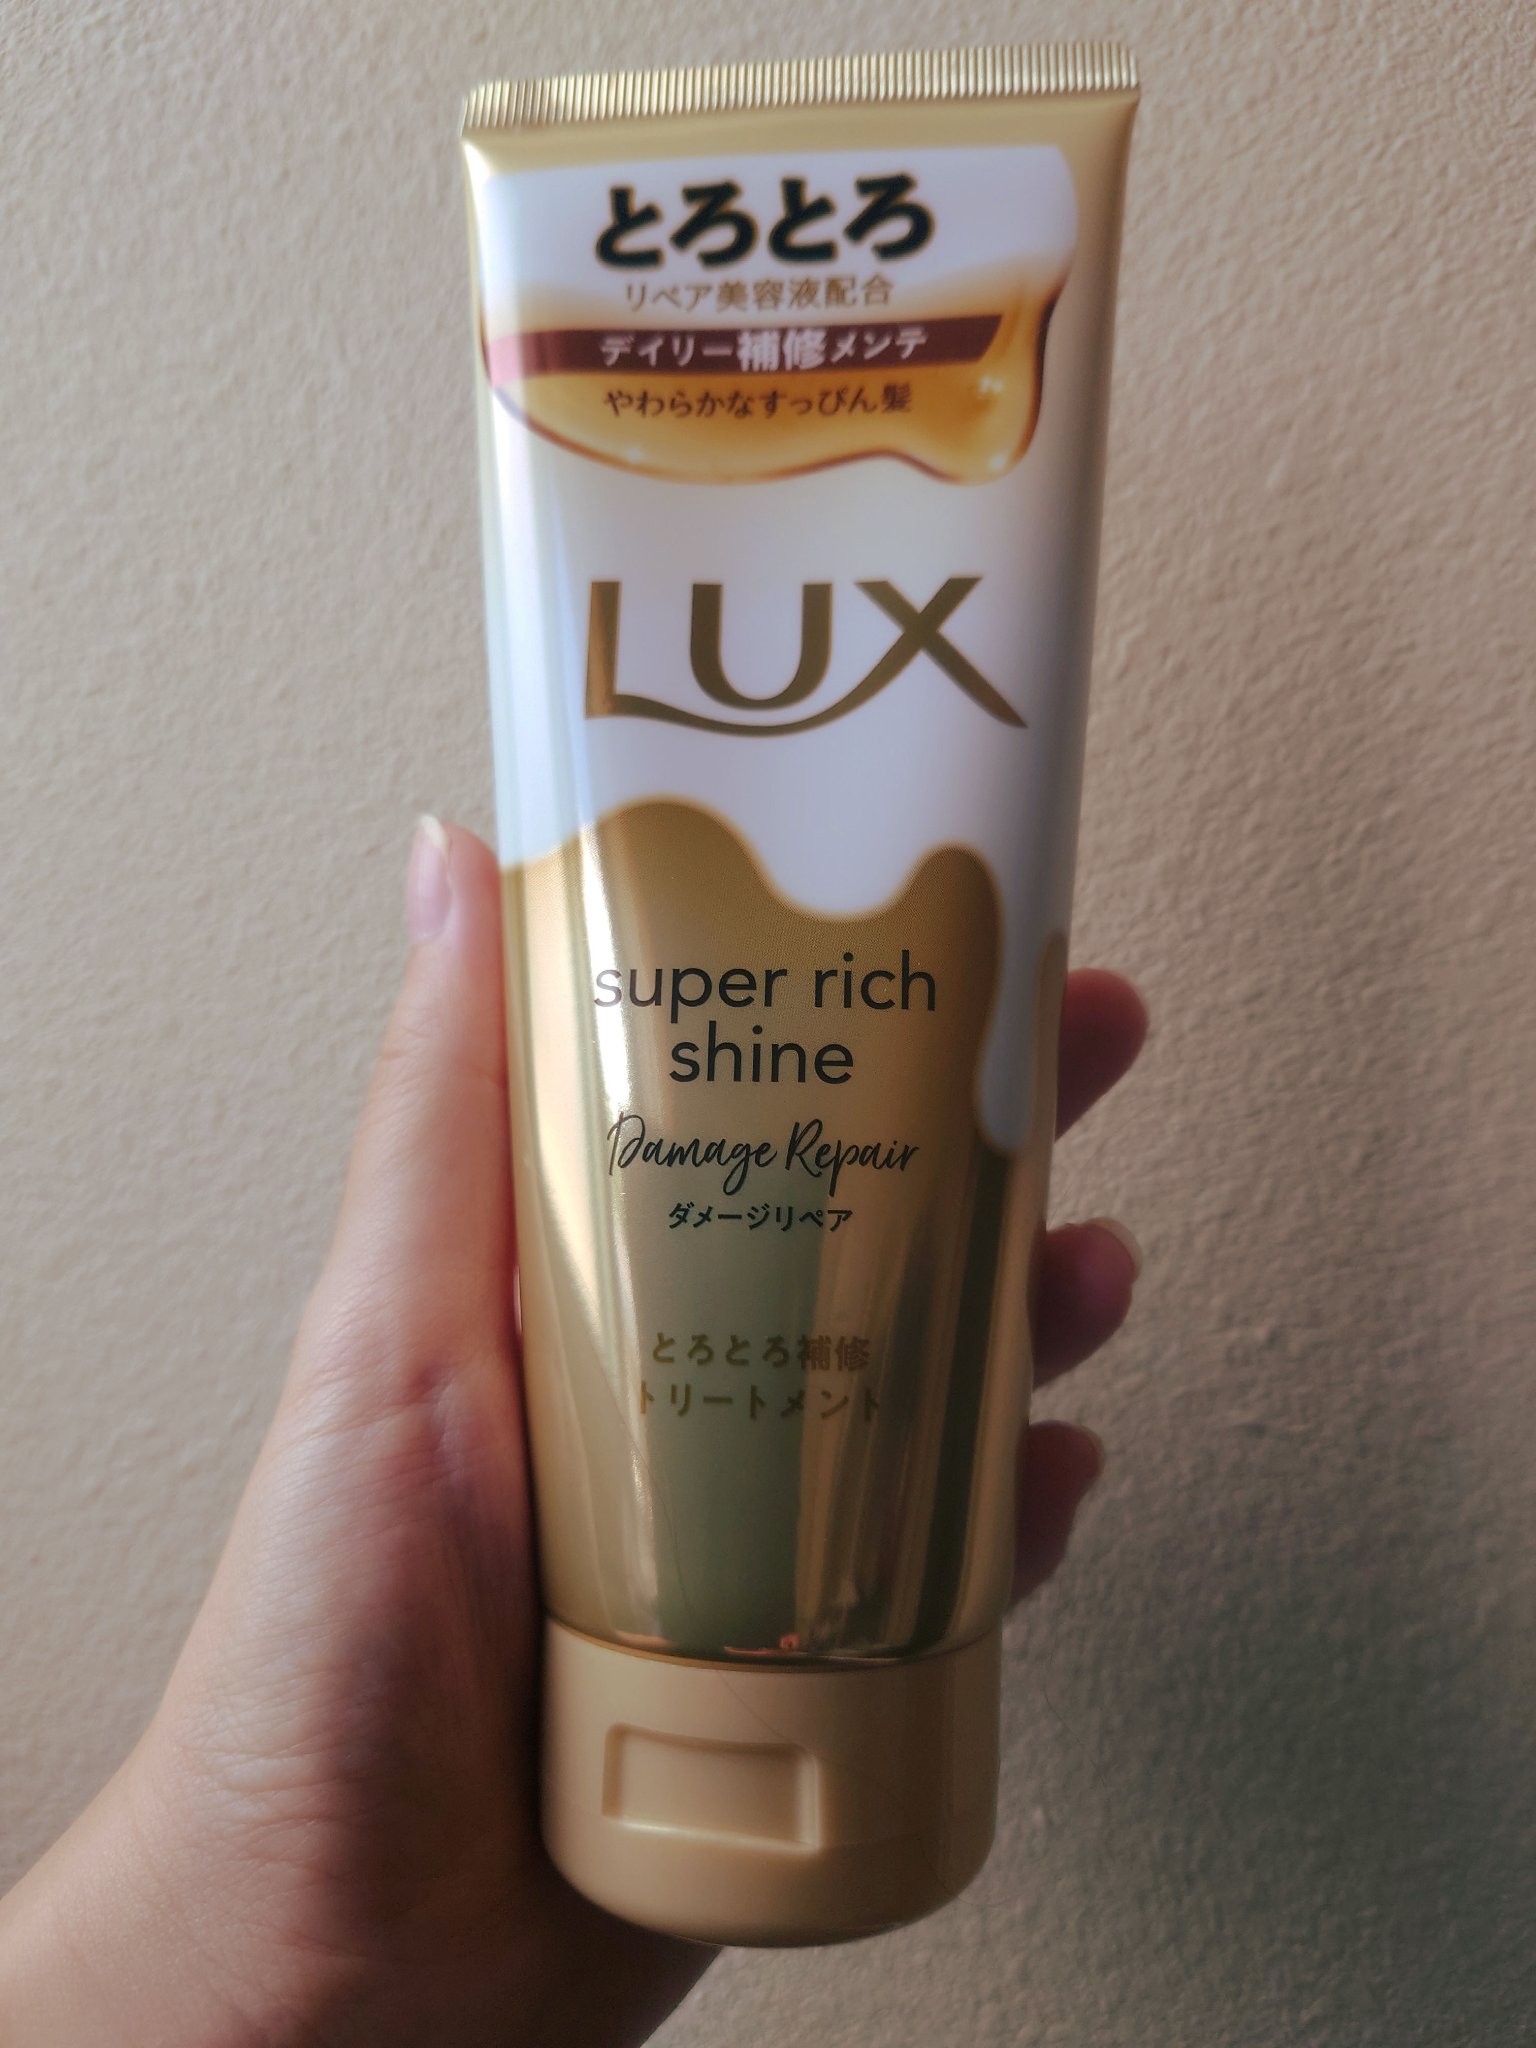 とろとろ
リペア美容液配合
デイリー補修メンテ
やわらかなすっぴん髪
LUX
super rich
shine
Damage Repair
ダメージリペア
とろとろ補修
トリートメント